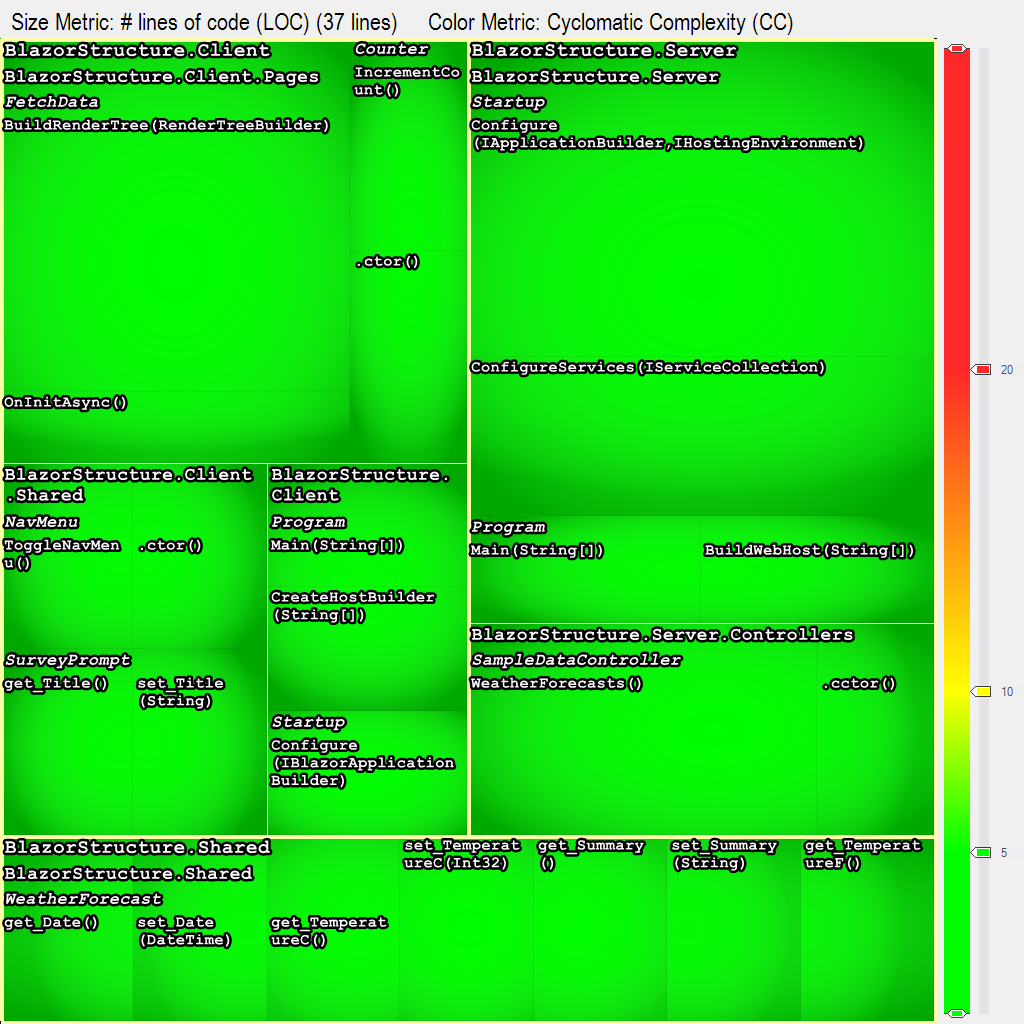 Size Metric: # lines of code (LOC) (37 lines) Color Metric: Cyclomatic Complexity (CC)
BlazorStructure.Client
BlazorStructure.Client.Pages
FetchData
BuildRenderTree(RenderTreeBuilder)
OnInitAsync()
Counter
IncrementCo
unt()
.ctor()
BlazorStructure.Client
.Shared
NavMenu
ToggleNavMen
u()
.ctor()
SurveyPrompt
get_Title()
set_Title
(String)
BlazorStructure.
Client
Program
Main(String[])
CreateHostBuilder
(String[])
Startup
Configure
(IBlazorApplication
Builder)
BlazorStructure.Server
BlazorStructure.Server
Startup
Configure
(IApplicationBuilder,IHostingEnvironment)
ConfigureServices(IServiceCollection)
Program
Main(String[])
BuildWebHost(String[])
BlazorStructure.Server.Controllers
SampleDataController
WeatherForecasts()
.cctor()
BlazorStructure.Shared
BlazorStructure.Shared
WeatherForecast
get_Date()
set_Date
(DateTime)
get_Temperat
ureC()
set_Temperat
ureC(Int32)
get_Summary
()
set_Summary
(String)
get_Temperat
ureF()
20
10
5